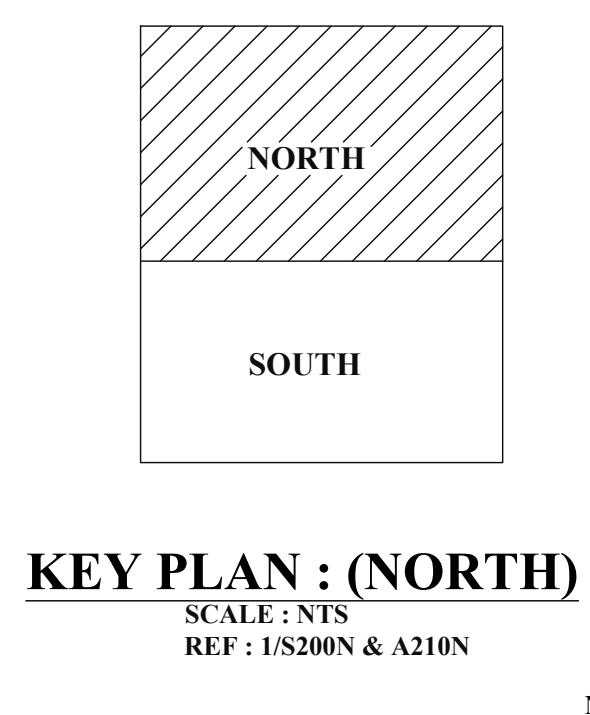 NORTH
SOUTH
KEY PLAN : (NORTH)
SCALE : NTS
REF : 1/S200N & A210N